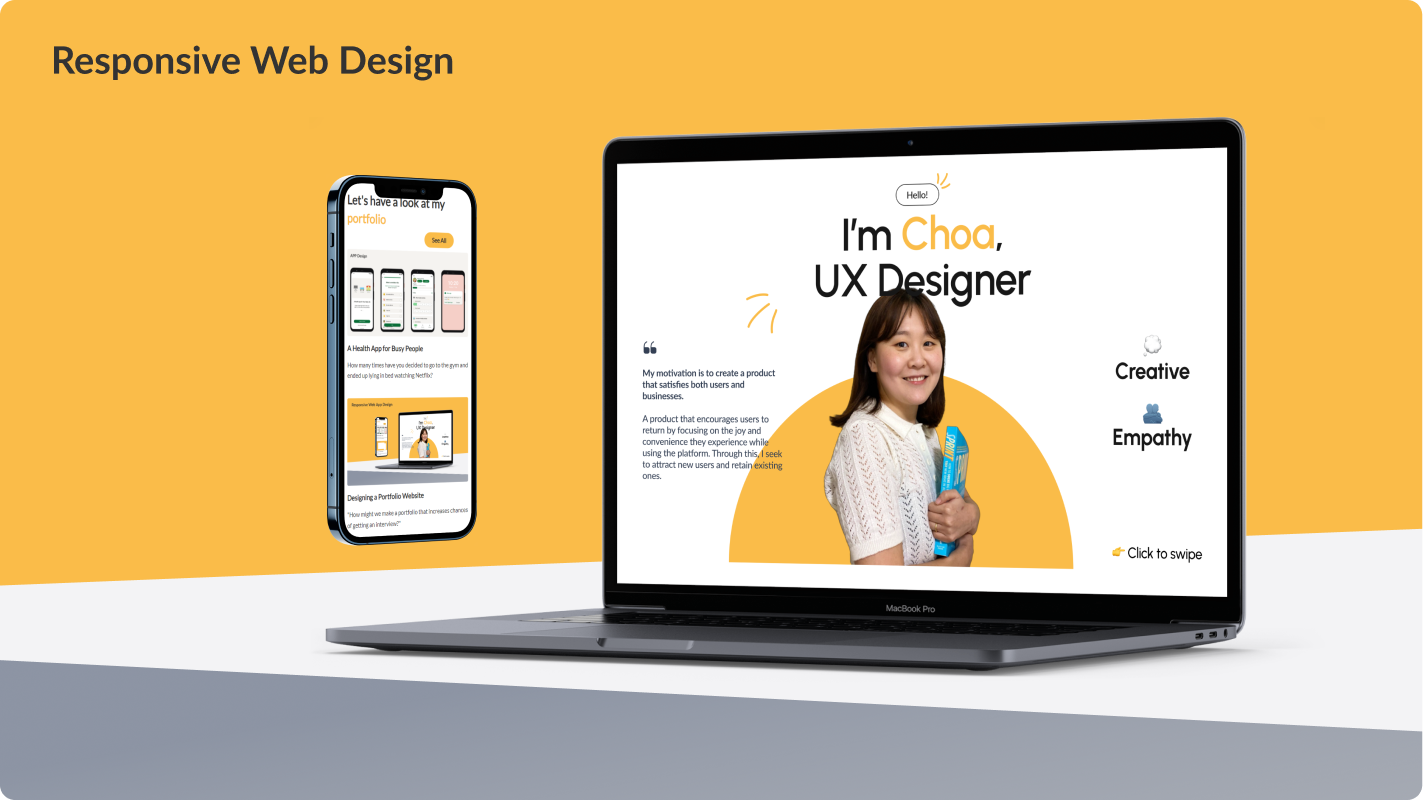 Responsive Web Design
Let's have a look at my
portfolio
See All
APP Design
A Health App for Busy People
How many times have you decided to go to the gym and
ended up lying in bed watching Netflix?
Responsive Web App Design
I'm Choa,
UX Designer
Designing a Portfolio Website
"How might we make a portfolio that increases chances
of getting an interview?"
Hello!
I'm Choa,
UX Designer
My motivation is to create a product
that satisfies both users and
businesses.
A product that encourages users to
return by focusing on the joy and
convenience they experience while
using the platform. Through this, I seek
to attract new users and retain existing
ones.
SPRINT
Creative
Empathy
Click to swipe
MacBook Pro